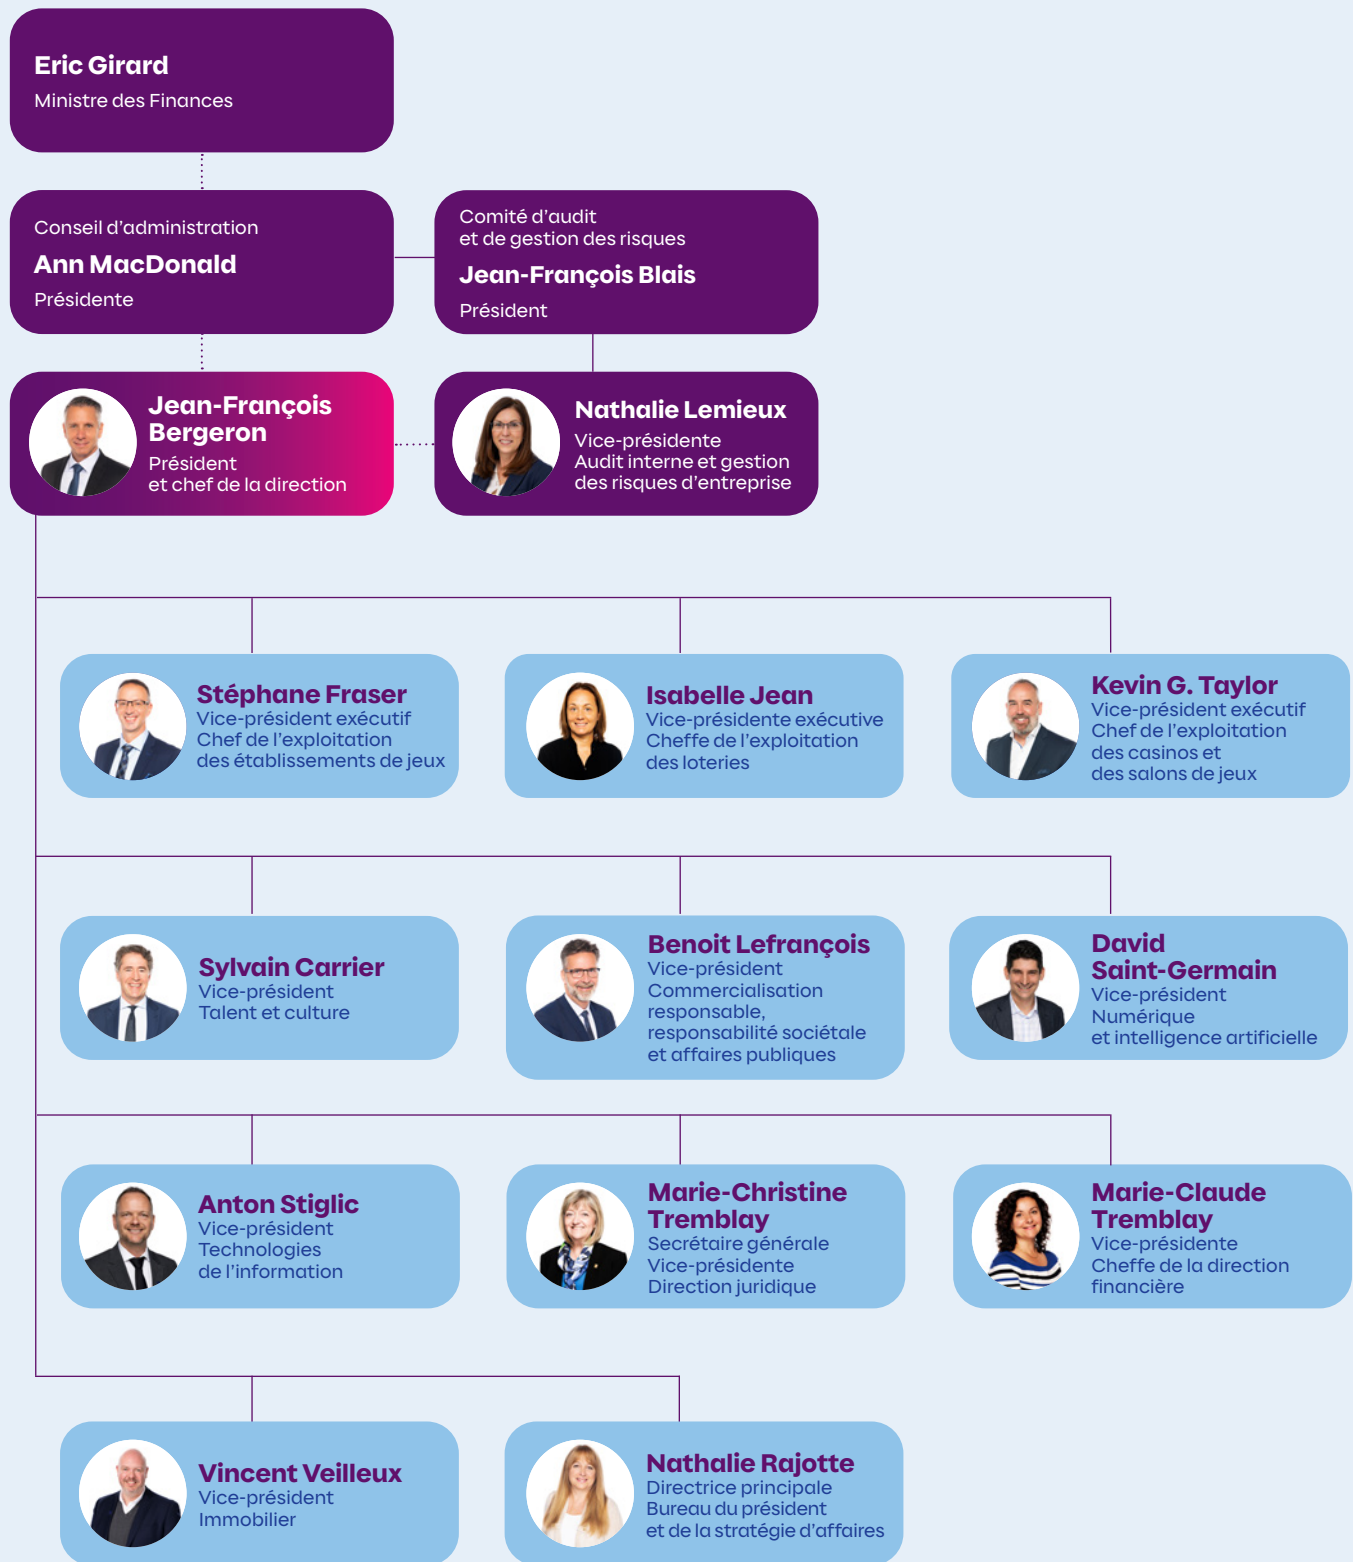 Eric Girard
Ministre des Finances
Conseil d'administration
Ann MacDonald
Présidente
Comité d'audit
et de gestion des risques
Jean-François Blais
Président
Jean-François
Bergeron
Président
et chef de la direction
Nathalie Lemieux
Vice-présidente
Audit interne et gestion
des risques d'entreprise
Stéphane Fraser
Vice-président exécutif
Chef de l'exploitation
des établissements de jeux
Isabelle Jean
Vice-présidente exécutive
Cheffe de l'exploitation
des loteries
Kevin G. Taylor
Vice-président exécutif
Chef de l'exploitation
des casinos et
des salons de jeux
Sylvain Carrier
Vice-président
Talent et culture
Benoit Lefrançois
Vice-président
Commercialisation
responsable,
responsabilité sociétale
et affaires publiques
David
Saint-Germain
Vice-président
Numérique
et intelligence artificielle
Anton Stiglic
Vice-président
Technologies
de l'information
Marie-Christine
Tremblay
Secrétaire générale
Vice-présidente
Direction juridique
Marie-Claude
Tremblay
Vice-présidente
Cheffe de la direction
financière
Vincent Veilleux
Vice-président
Immobilier
Nathalie Rajotte
Directrice principale
Bureau du président
et de la stratégie d'affaires